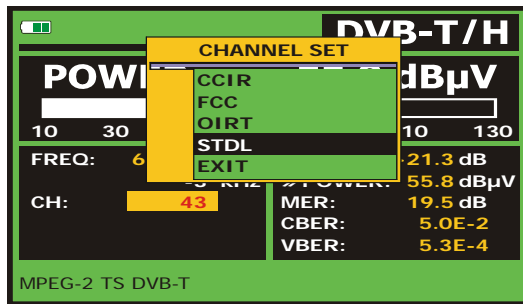 DVB-T/H
CHANNEL SET
CCIR
FCC
OIRT
STDL
EXIT
dBµV
10 30 10 130
FREQ: 6
CH: 43
21.3 dB
POWER: 55.8 dBµV
MER: 19.5 dB
CBER: 5.0E-2
VBER: 5.3E-4
MPEG-2 TS DVB-T